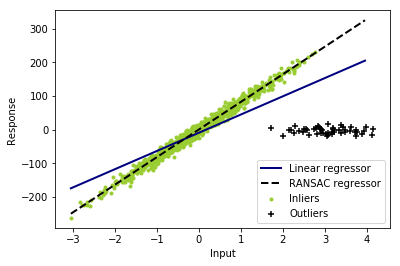 300
200
100
0
−100
−200
Response
−3
−2
−1
0
1
2
3
4
Input
Linear regressor
RANSAC regressor
Inliers
Outliers